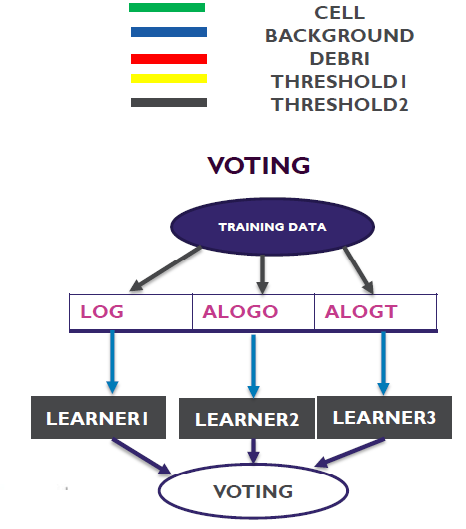 CELL
BACKGROUND
DEBRI
THRESHOLD1
THRESHOLD2
VOTING
TRAINING DATA
LOG ALOGO ALOGT
LEARNER1 LEARNER2 LEARNER3
VOTING